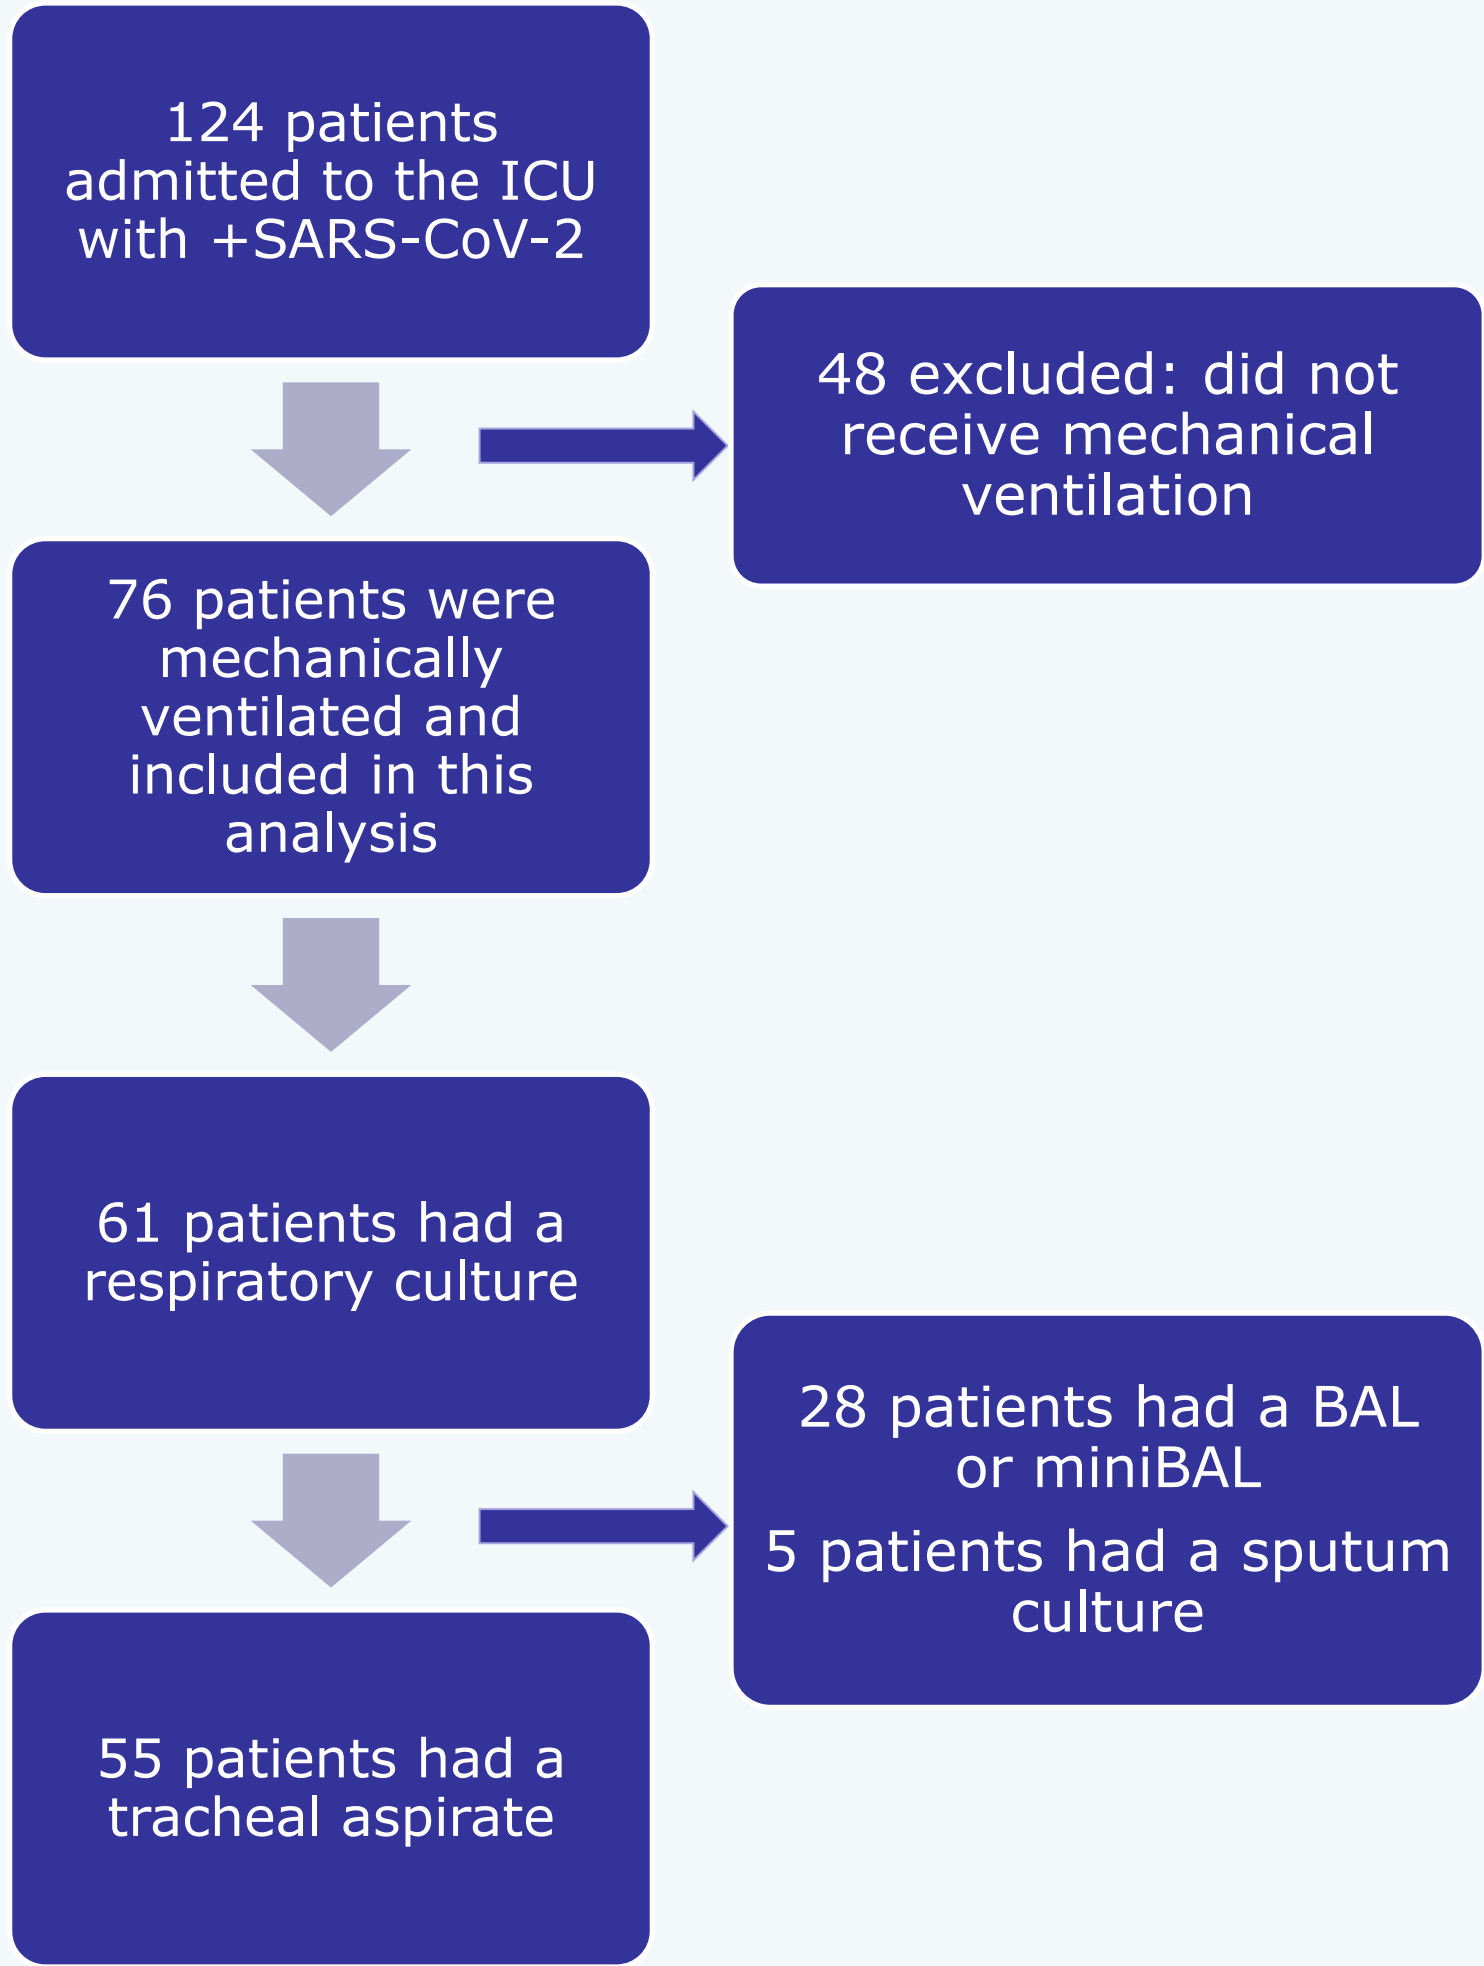 124 patients
admitted to the ICU
with +SARS-CoV-2
48 excluded: did not
receive mechanical
ventilation
76 patients were
mechanically
ventilated and
included in this
analysis
61 patients had a
respiratory culture
28 patients had a BAL
or miniBAL
5 patients had a sputum
culture
55 patients had a
tracheal aspirate